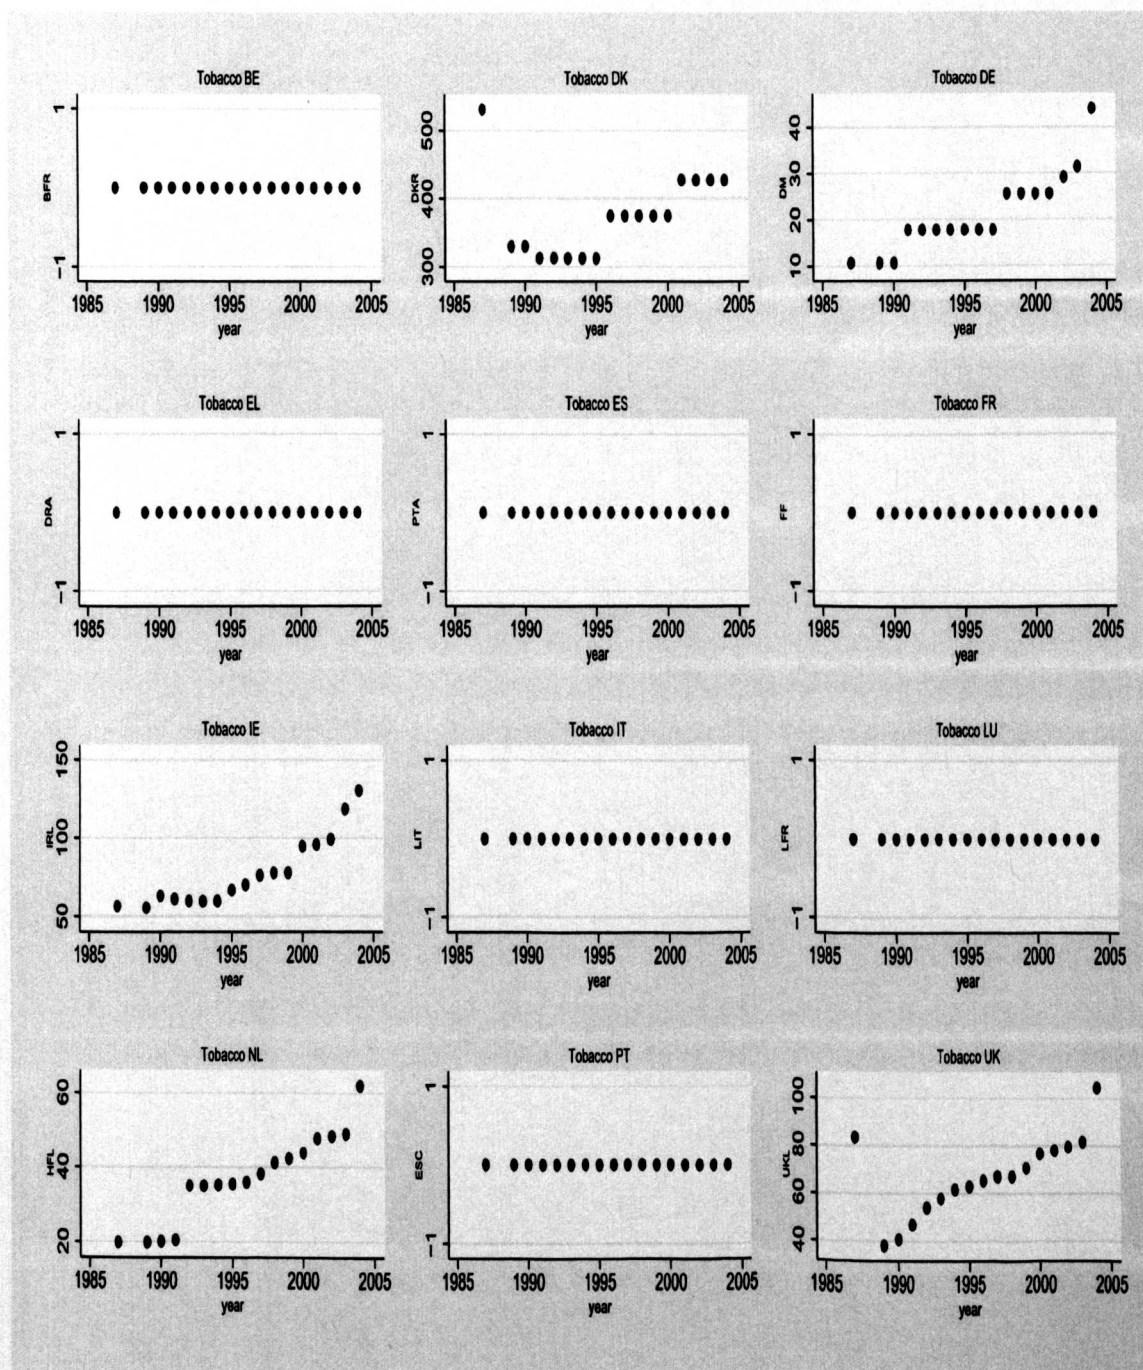 Tobacco BE
BFR
1
−1
1985 1990 1995 2000 2005
year
Tobacco DK
DKR
500
400
300
1985 1990 1995 2000 2005
year
Tobacco DE
DM
40
30
20
10
1985 1990 1995 2000 2005
year
Tobacco EL
DRA
1
−1
1985 1990 1995 2000 2005
year
Tobacco ES
PTA
1
−1
1985 1990 1995 2000 2005
year
Tobacco FR
FF
1
−1
1985 1990 1995 2000 2005
year
Tobacco IE
IRL
150
100
50
1985 1990 1995 2000 2005
year
Tobacco IT
LIT
1
−1
1985 1990 1995 2000 2005
year
Tobacco LU
LFR
1
−1
1985 1990 1995 2000 2005
year
Tobacco NL
HFL
60
40
20
1985 1990 1995 2000 2005
year
Tobacco PT
ESC
1
−1
1985 1990 1995 2000 2005
year
Tobacco UK
UKL
100
80
60
40
1985 1990 1995 2000 2005
year